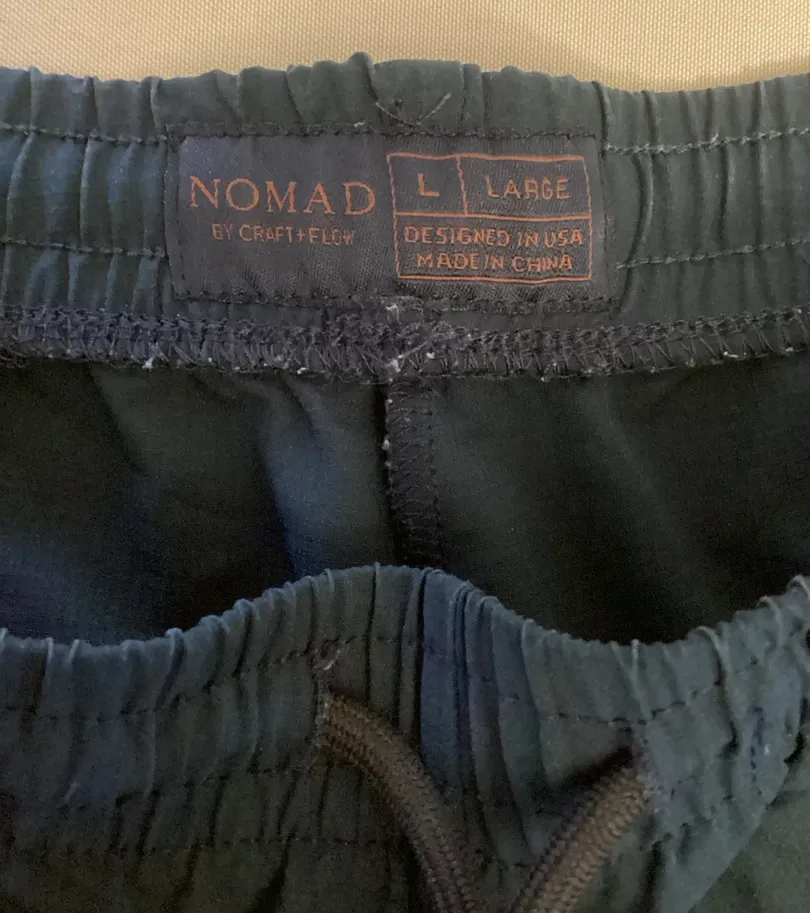 NOMAD
BY CRAFT+FLOW
L LARGE
DESIGNED IN USA
MADE IN CHINA